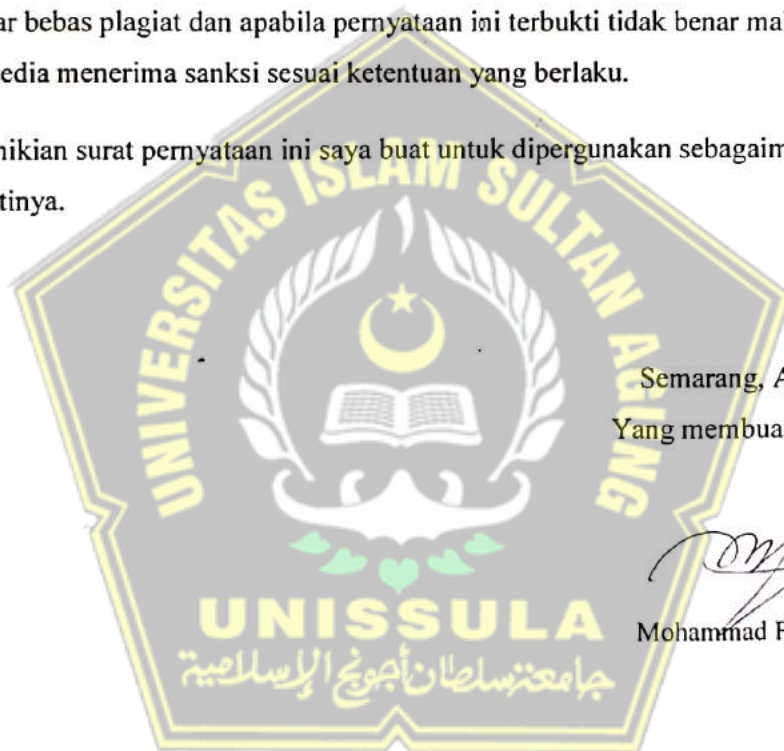 ar bebas plagiat dan apabila pernyataan ini terbukti tidak benar ma
edia menerima sanksi sesuai ketentuan yang berlaku.
nikian surat pernyataan ini saya buat untuk dipergunakan sebagaim
tinya.
UNIVERSITAS ISLAM SULTAN AGUNG
Semarang, A
Yang membua
Mohammad F
UNISSULA
جامعة سلطان أجونج الإسلامية